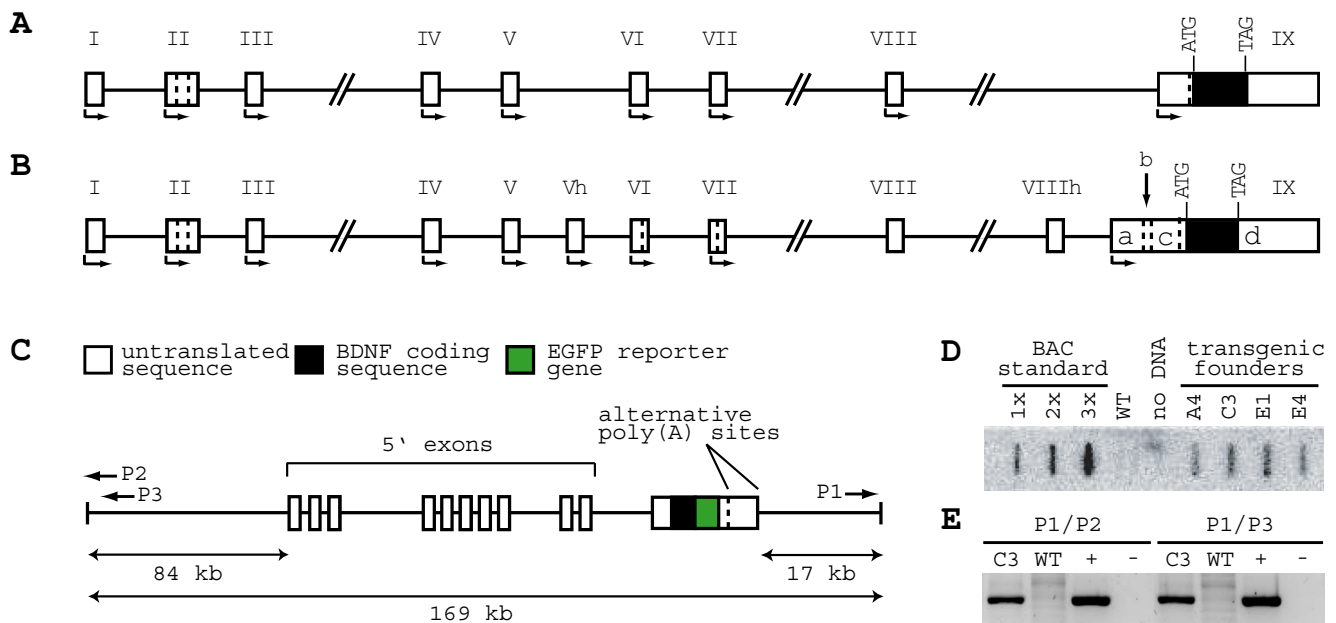 A
I II III IV V VI VII VIII ATG TAG IX
B
I II III IV V Vh VI VII VIII VIIIh b ATG TAG IX
a c d
C
untranslated sequence
BDNF coding sequence
EGFP reporter gene
alternative poly(A) sites
5' exons
P2
P3
P1
84 kb
17 kb
169 kb
D
BAC standard
transgenic founders
1x 2x 3x WT no DNA A4 C3 E1 E4
E
P1/P2 P1/P3
C3 WT + - C3 WT + -